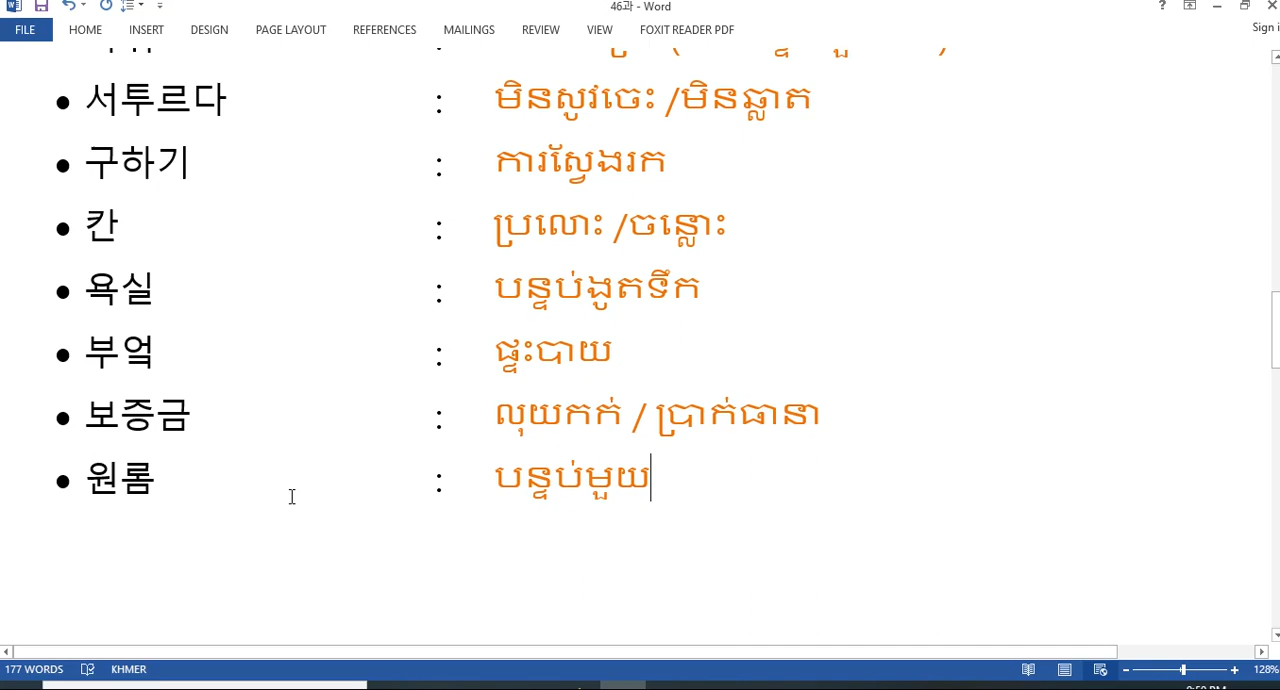 46과 - Word
FILE HOME INSERT DESIGN PAGE LAYOUT REFERENCES MAILINGS REVIEW VIEW FOXIT READER PDF
● 서투르다 : មិនសូវចេះ /មិនឆ្លាត
● 구하기 : ការស្វែងរក
● 칸 : ប្រលោះ /ចន្លោះ
● 욕실 : បន្ទប់ងូតទឹក
● 부엌 : ផ្ទះបាយ
● 보증금 : លុយកក់ / ប្រាក់ធានា
● 원롬 : បន្ទប់មួយ
177 WORDS KHMER 128%